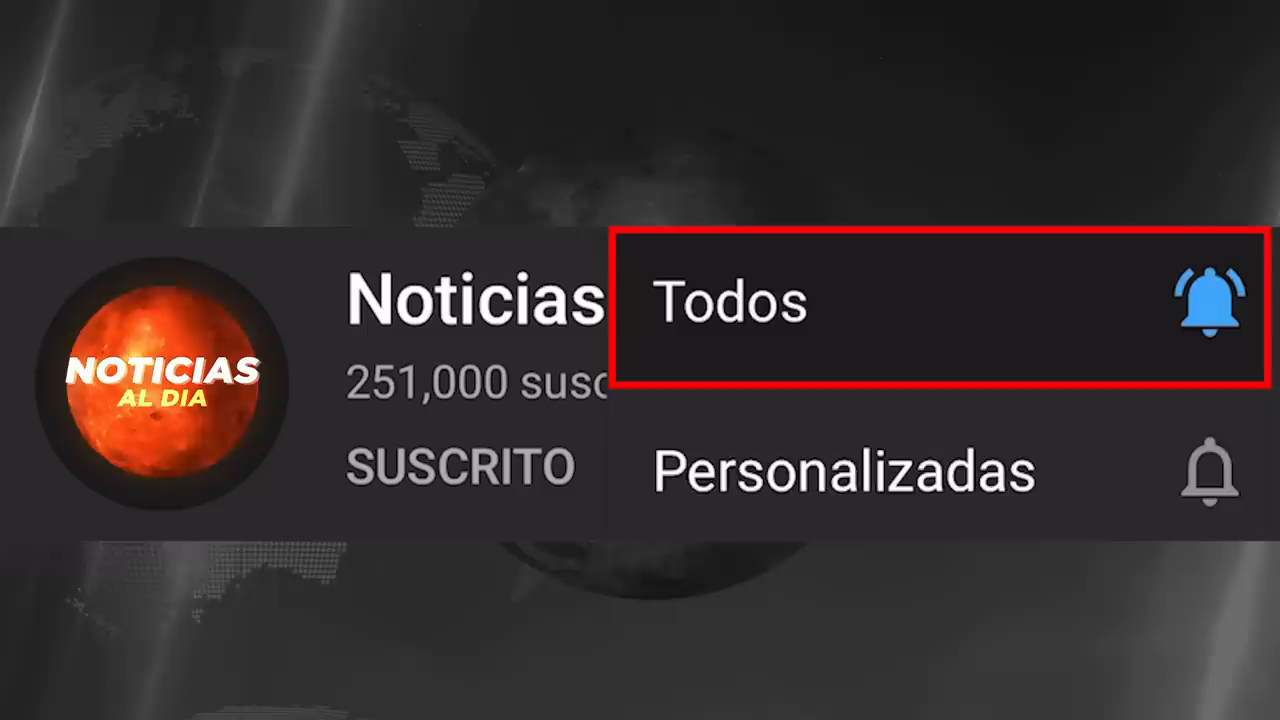 NOTICIAS
AL DIA
Noticias
251,000 susc
SUSCRITO
Todos
Personalizadas